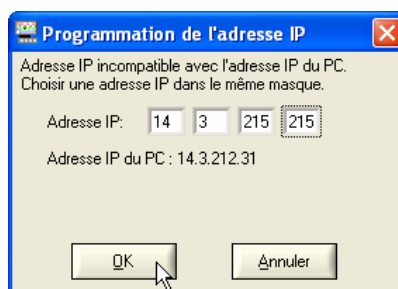 Programmation de l'adresse IP
Adresse IP incompatible avec l'adresse IP du PC.
Choisir une adresse IP dans le même masque.
Adresse IP: 14 3 215 215
Adresse IP du PC : 14.3.212.31
OK Annuler